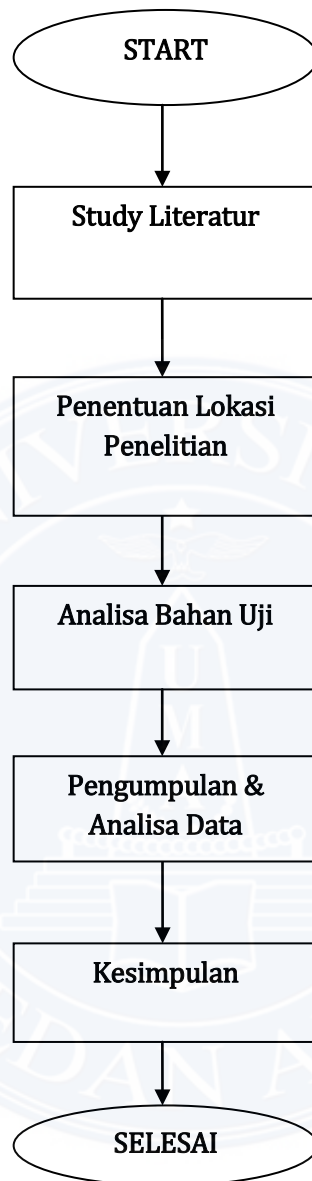 START
Study Literatur
Penentuan Lokasi
Penelitian
Analisa Bahan Uji
Pengumpulan &
Analisa Data
Kesimpulan
SELESAI